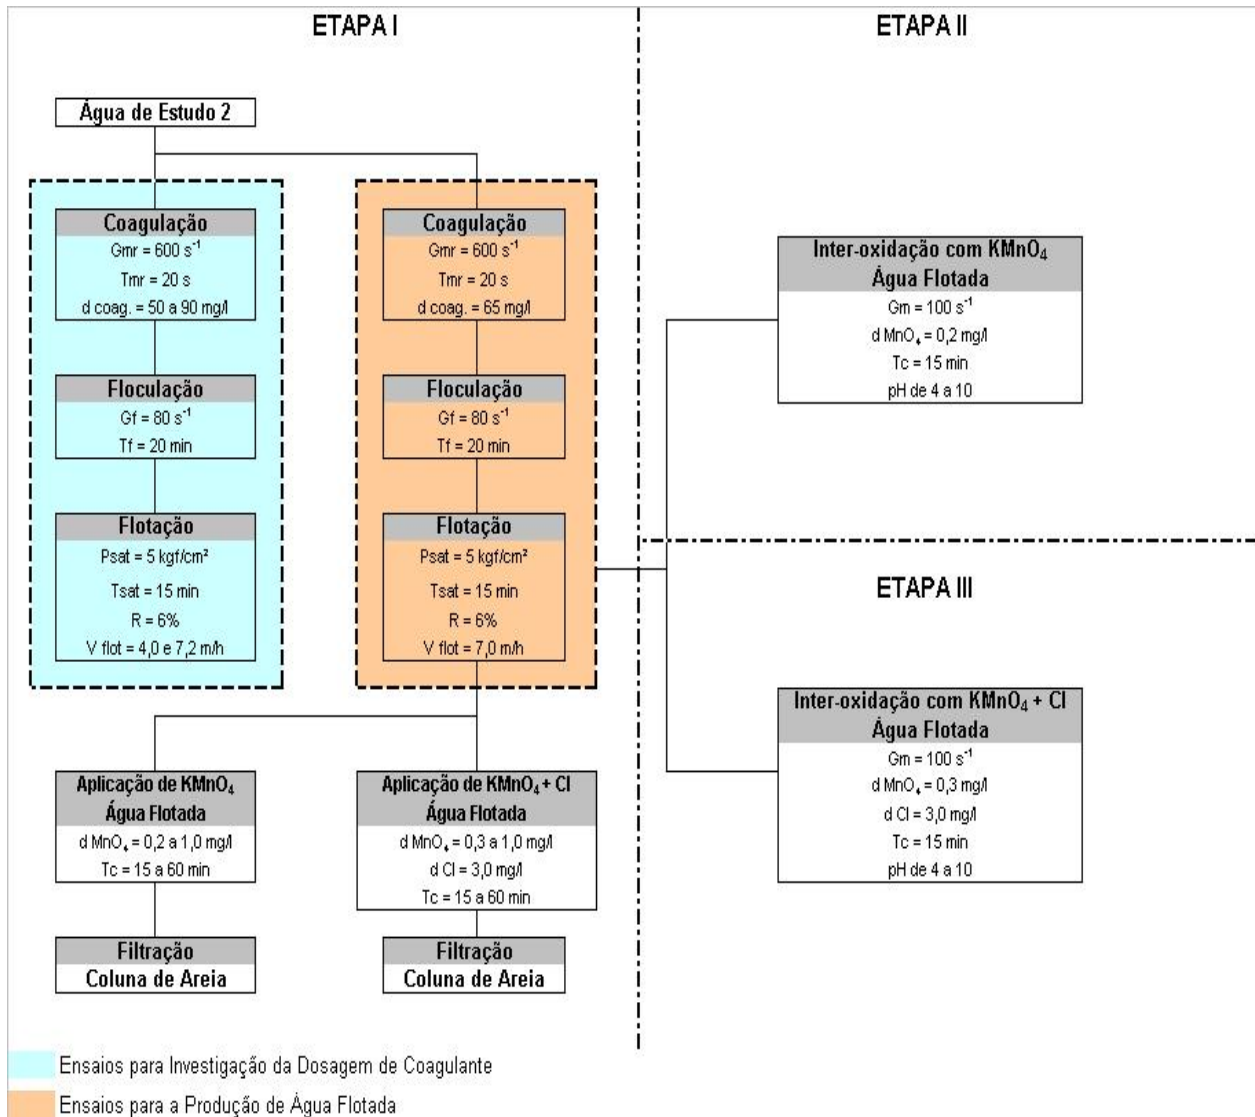 ETAPA I
Água de Estudo 2
Coagulação
Gmr = 600 s⁻¹
Tmr = 20 s
d coag. = 50 a 90 mg/l
Floculação
Gf = 80 s⁻¹
Tf = 20 min
Flotação
Psat = 5 kgf/cm²
Tsat = 15 min
R = 6%
V flot = 4,0 e 7,2 m/h
Coagulação
Gmr = 600 s⁻¹
Tmr = 20 s
d coag. = 65 mg/l
Floculação
Gf = 80 s⁻¹
Tf = 20 min
Flotação
Psat = 5 kgf/cm²
Tsat = 15 min
R = 6%
V flot = 7,0 m/h
Aplicação de KMnO₄
Água Flotada
d MnO₄ = 0,2 a 1,0 mg/l
Tc = 15 a 60 min
Filtração
Coluna de Areia
Aplicação de KMnO₄ + Cl
Água Flotada
d MnO₄ = 0,3 a 1,0 mg/l
d Cl = 3,0 mg/l
Tc = 15 a 60 min
Filtração
Coluna de Areia
ETAPA II
Inter-oxidação com KMnO₄
Água Flotada
Gm = 100 s⁻¹
d MnO₄ = 0,2 mg/l
Tc = 15 min
pH de 4 a 10
ETAPA III
Inter-oxidação com KMnO₄ + Cl
Água Flotada
Gm = 100 s⁻¹
d MnO₄ = 0,3 mg/l
d Cl = 3,0 mg/l
Tc = 15 min
pH de 4 a 10
Ensaios para Investigação da Dosagem de Coagulante
Ensaios para a Produção de Água Flotada